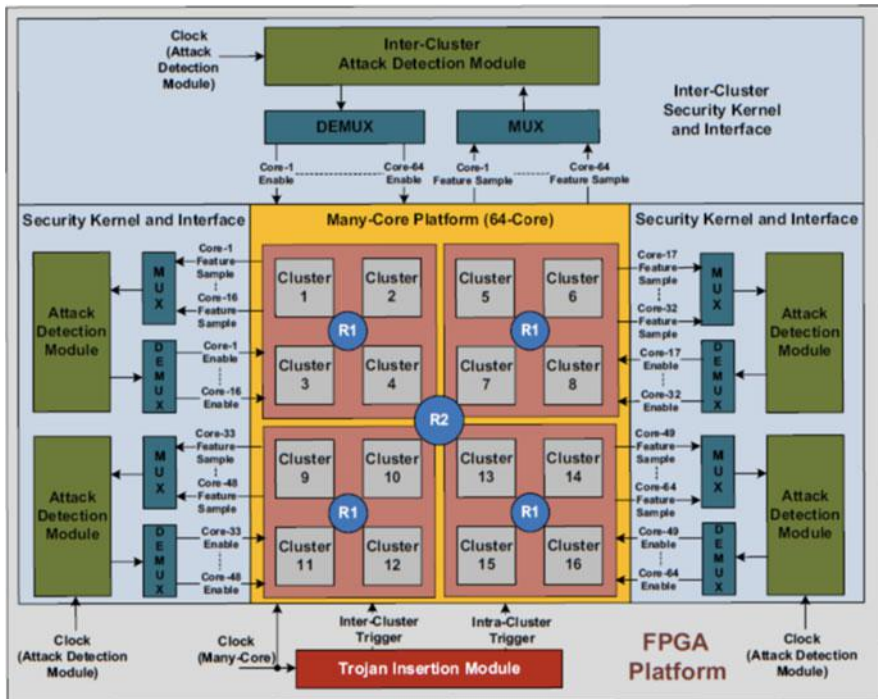 Clock
(Attack
Detection
Module)
Inter-Cluster
Attack Detection Module
DEMUX
MUX
Inter-Cluster
Security Kernel
and Interface
Core-1
Enable
Core-64
Enable
Core-1
Feature Sample
Core-64
Feature Sample
Security Kernel and Interface
Many-Core Platform (64-Core)
Security Kernel and Interface
Attack
Detection
Module
MUX
Core-1
Feature
Sample
Core-16
Feature
Sample
DEMUX
Core-1
Enable
Core-16
Enable
Cluster
1
Cluster
2
R1
Cluster
3
Cluster
4
Cluster
5
Cluster
6
R1
Cluster
7
Cluster
8
Core-17
Feature
Sample
Core-32
Feature
Sample
MUX
Core-17
Enable
Core-32
Enable
DEMUX
Attack
Detection
Module
R2
Attack
Detection
Module
MUX
Core-33
Feature
Sample
Core-48
Feature
Sample
DEMUX
Core-33
Enable
Core-48
Enable
Cluster
9
Cluster
10
R1
Cluster
11
Cluster
12
Cluster
13
Cluster
14
R1
Cluster
15
Cluster
16
Core-49
Feature
Sample
Core-64
Feature
Sample
MUX
Core-49
Enable
Core-64
Enable
DEMUX
Attack
Detection
Module
Clock
(Attack Detection
Module)
Clock
(Many-Core)
Inter-Cluster
Trigger
Intra-Cluster
Trigger
Trojan Insertion Module
FPGA
Platform
Clock
(Attack Detection
Module)